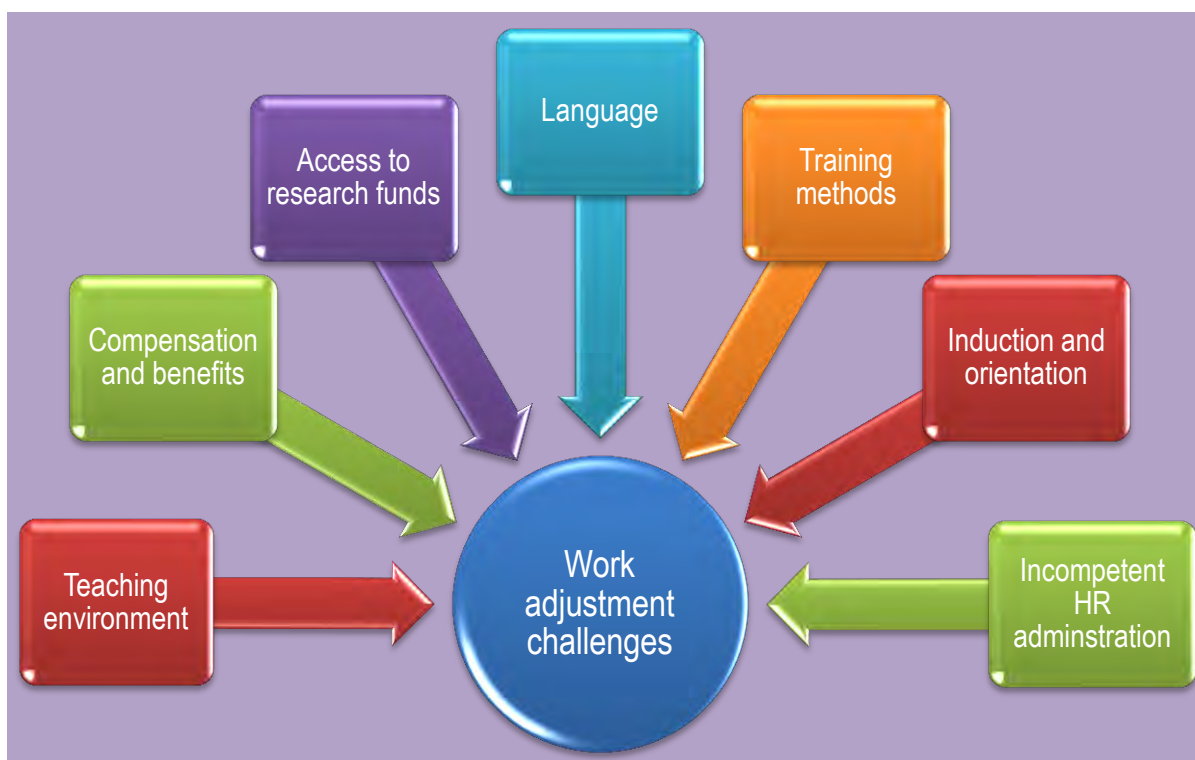 Language
Access to
research funds
Training
methods
Compensation
and benefits
Induction and
orientation
Teaching
environment
Work
adjustment
challenges
Incompetent
HR
adminstration